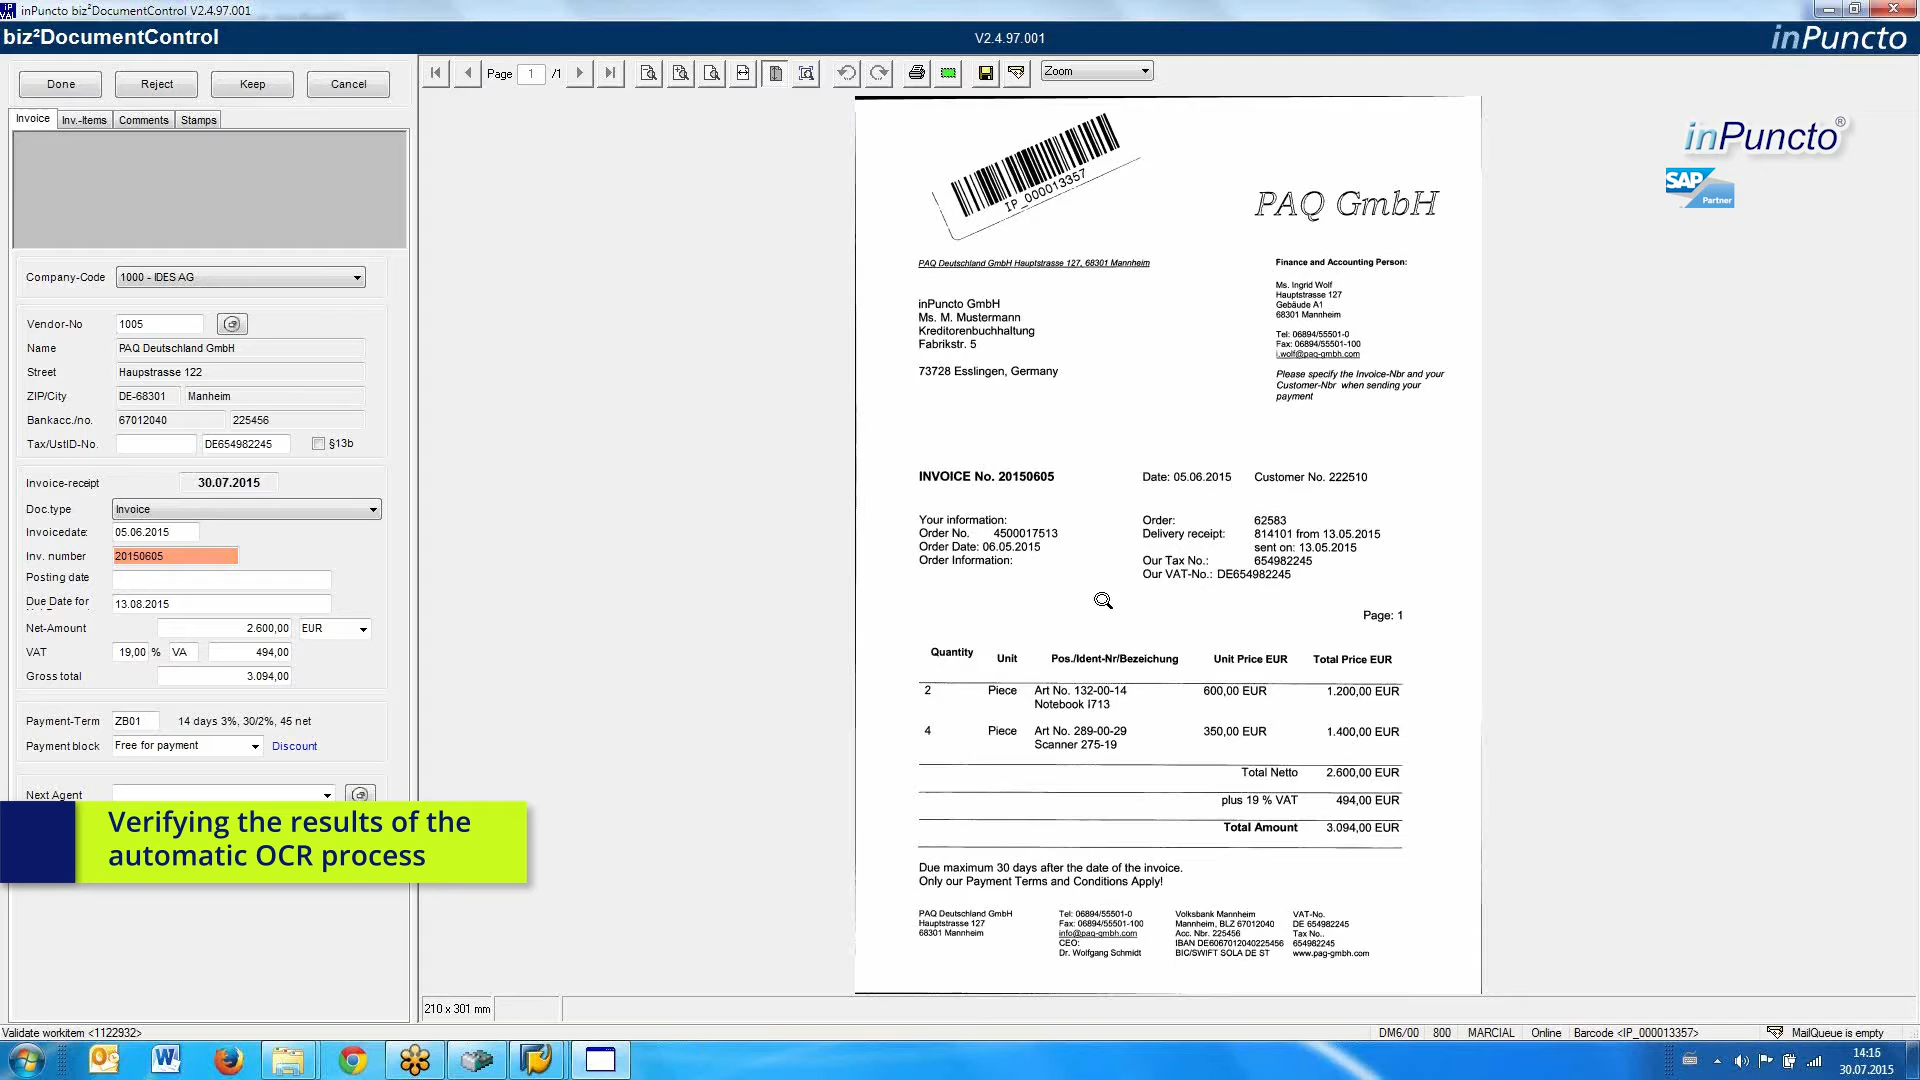 inPuncto biz²DocumentControl V2.4.97.001
biz²DocumentControl
V2.4.97.001
inPuncto
Done
Reject
Keep
Cancel
Page 1 /1
Zoom
Invoice
Inv.-Items
Comments
Stamps
Company-Code 1000 - IDES AG
Vendor-No 1005
Name PAQ Deutschland GmbH
Street Haupstrasse 122
ZIP/City DE-68301 Manheim
Bankacc./no. 67012040 225456
Tax/UstID-No. DE654982245 §13b
Invoice-receipt 30.07.2015
Doc.type Invoice
Invoicedate: 05.06.2015
Inv. number 20150605
Posting date
Due Date for 13.08.2015
Net-Amount 2.600,00 EUR
VAT 19,00 % VA 494,00
Gross total 3.094,00
Payment-Term ZB01 14 days 3%, 30/2%, 45 net
Payment block Free for payment Discount
Next Agent
Verifying the results of the
automatic OCR process
IP_000013357
PAQ GmbH
PAQ Deutschland GmbH Hauptstrasse 127, 68301 Mannheim
Finance and Accounting Person:
Ms. Ingrid Wolf
Hauptstrasse 127
Gebäude A1
68301 Mannheim
Tel: 06894/55501-0
Fax: 06894/55501-100
i.wolf@paq-gmbh.com
Please specify the Invoice-Nbr and your
Customer-Nbr when sending your
payment
inPuncto GmbH
Ms. M. Mustermann
Kreditorenbuchhaltung
Fabrikstr. 5
73728 Esslingen, Germany
INVOICE No. 20150605 Date: 05.06.2015 Customer No. 222510
Your information:
Order No. 4500017513
Order Date: 06.05.2015
Order Information:
Order: 62583
Delivery receipt: 814101 from 13.05.2015
sent on: 13.05.2015
Our Tax No.: 654982245
Our VAT-No.: DE654982245
Page: 1
Quantity Unit Pos./Ident-Nr/Bezeichung Unit Price EUR Total Price EUR
2 Piece Art No. 132-00-14 600,00 EUR 1.200,00 EUR
Notebook I713
4 Piece Art No. 289-00-29 350,00 EUR 1.400,00 EUR
Scanner 275-19
Total Netto 2.600,00 EUR
plus 19 % VAT 494,00 EUR
Total Amount 3.094,00 EUR
Due maximum 30 days after the date of the invoice.
Only our Payment Terms and Conditions Apply!
PAQ Deutschland GmbH
Hauptstrasse 127
68301 Mannheim
Tel: 06894/55501-0
Fax: 06894/55501-100
info@paq-gmbh.com
CEO:
Dr. Wolfgang Schmidt
Volksbank Mannheim
Mannheim, BLZ 67012040
Acc. Nbr. 225456
IBAN DE6067012040225456
BIC/SWIFT SOLA DE ST
VAT-No.
DE 654982245
Tax No..
654982245
www.paq-gmbh.com
inPuncto®
SAP
Partner
210 x 301 mm
Validate workitem <1122932>
DM6/00 800 MARCIAL Online Barcode <IP_000013357> MailQueue is empty
14:15
30.07.2015